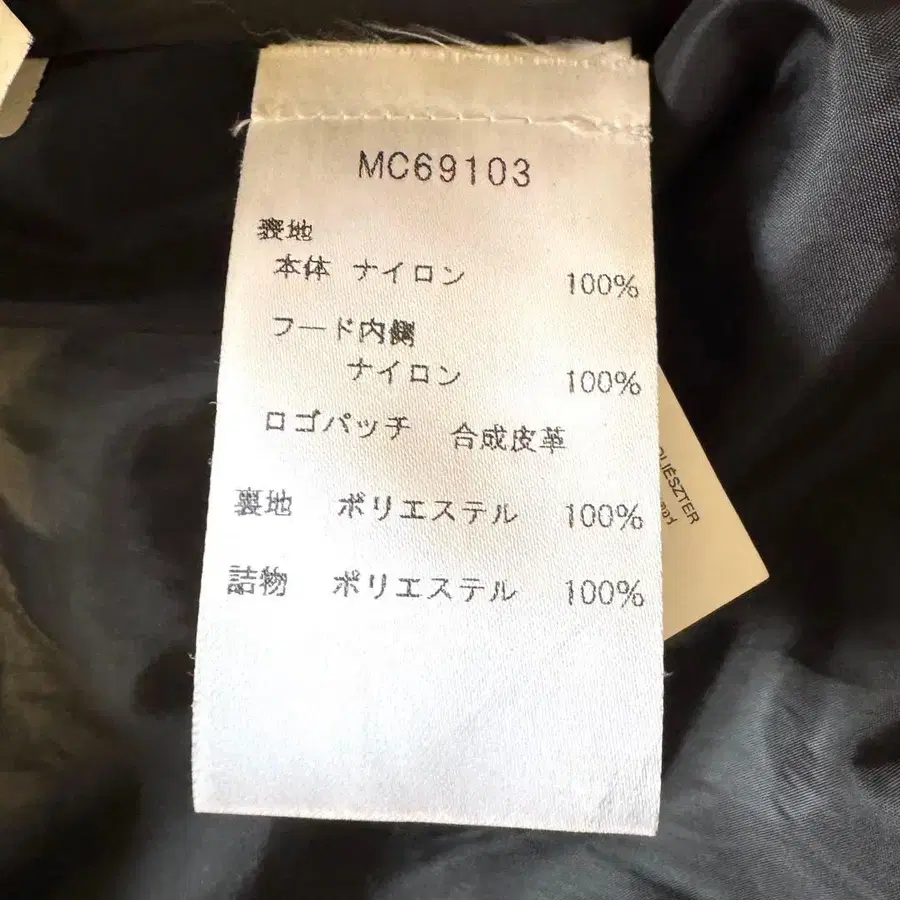 MC69103
表地
本体 ナイロン 100%
フード内側
ナイロン 100%
ロゴパッチ 合成皮革
裏地 ポリエステル 100%
詰物 ポリエステル 100%